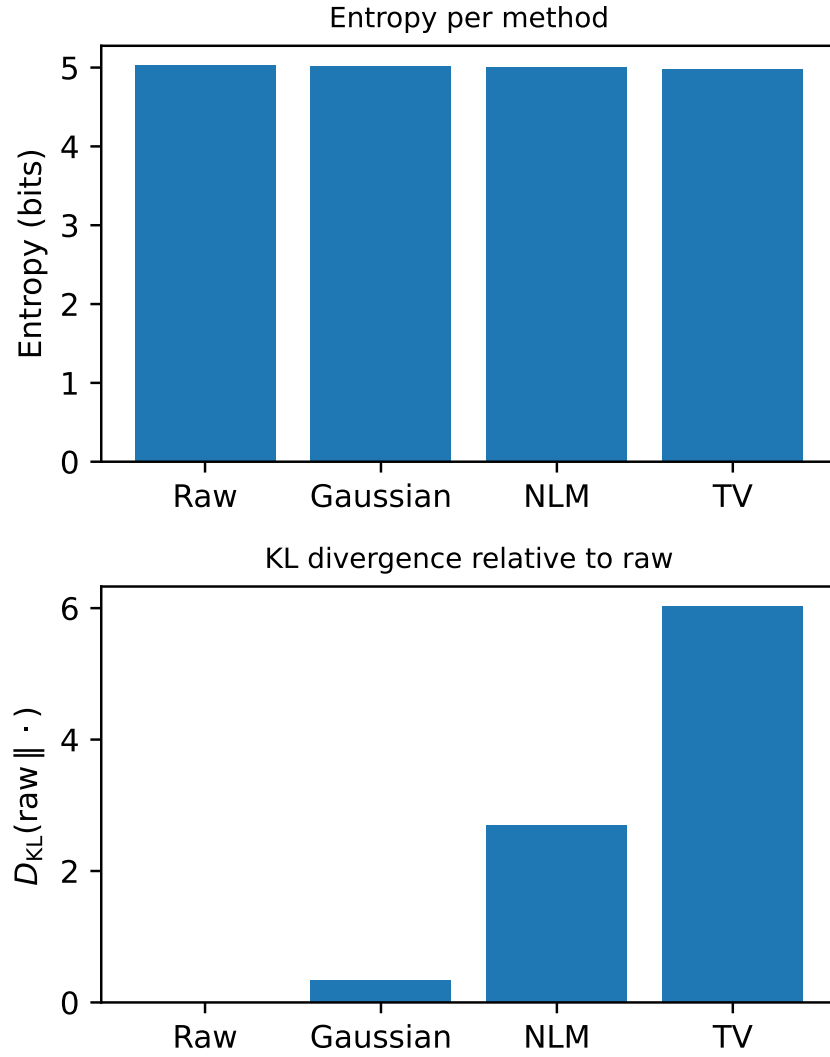 Entropy per method
Entropy (bits)
5
4
3
2
1
0
Raw Gaussian NLM TV
KL divergence relative to raw
D_KL(raw ∥ ·)
6
4
2
0
Raw Gaussian NLM TV